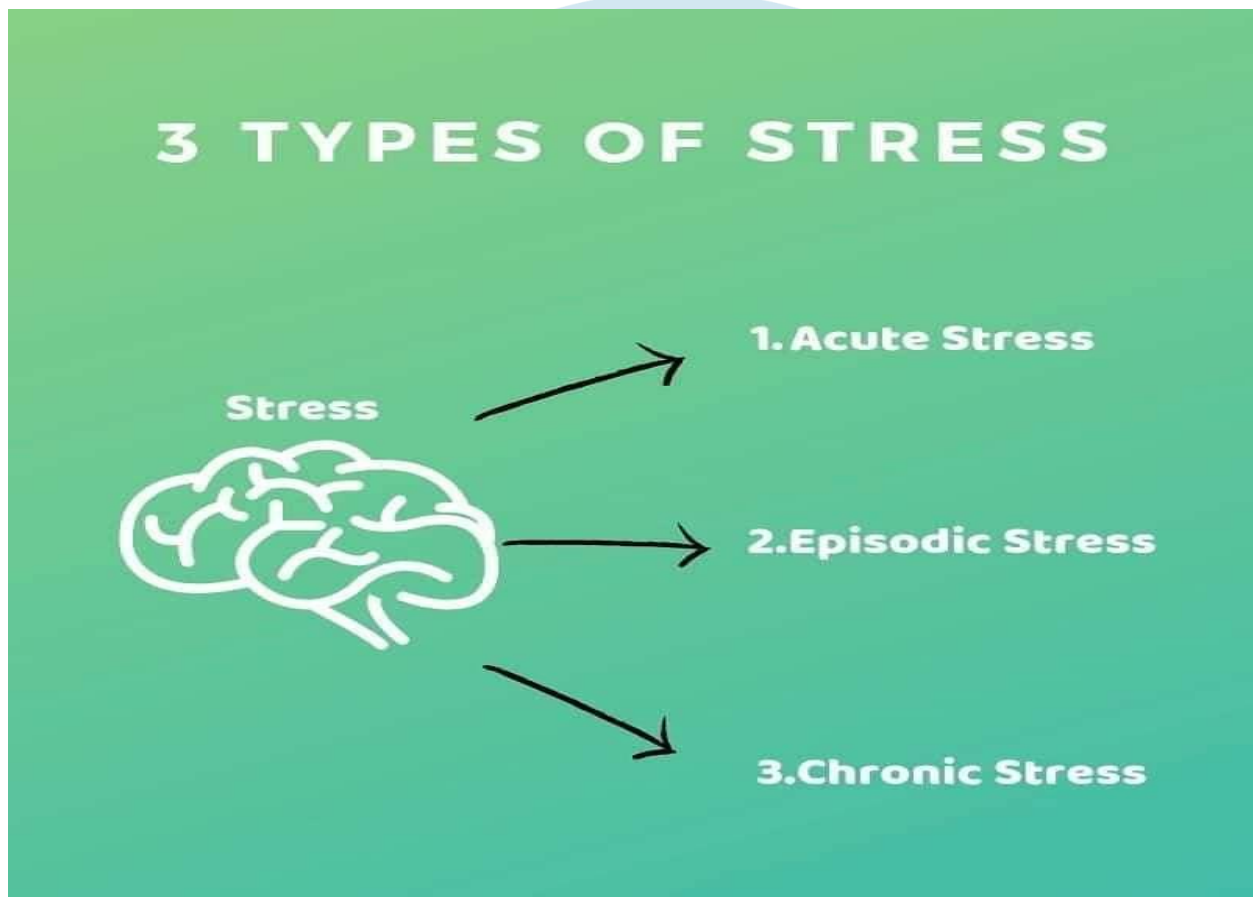 3 TYPES OF STRESS
Stress
1. Acute Stress
2.Episodic Stress
3.Chronic Stress